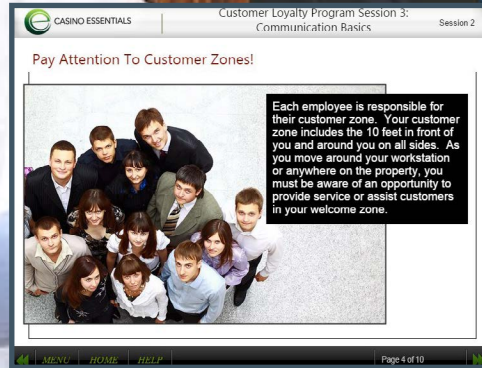 CASINO ESSENTIALS
Customer Loyalty Program Session 3:
Communication Basics
Session 2
Pay Attention To Customer Zones!
Each employee is responsible for
their customer zone. Your customer
zone includes the 10 feet in front of
you and around you on all sides. As
you move around your workstation
or anywhere on the property, you
must be aware of an opportunity to
provide service or assist customers
in your welcome zone.
MENU HOME HELP
Page 4 of 10